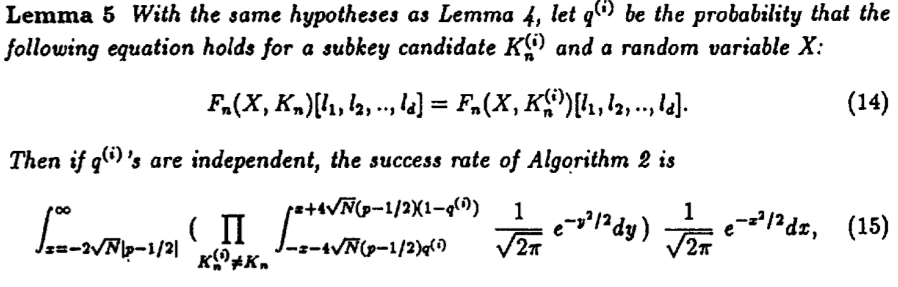 Lemma 5 With the same hypotheses as Lemma 4, let q^{(i)} be the probability that the
following equation holds for a subkey candidate K_n^{(i)} and a random variable X:
F_n(X, K_n)[l_1, l_2, .., l_d] = F_n(X, K_n^{(i)})[l_1, l_2, .., l_d]. (14)
Then if q^{(i)}'s are independent, the success rate of Algorithm 2 is
\int_{x=-2\sqrt{N}|p-1/2|}^{\infty} ( \prod_{K_n^{(i)} \neq K_n} \int_{-x-4\sqrt{N}(p-1/2)q^{(i)}}^{x+4\sqrt{N}(p-1/2)(1-q^{(i)})} \frac{1}{\sqrt{2\pi}} e^{-y^2/2} dy ) \frac{1}{\sqrt{2\pi}} e^{-x^2/2} dx, (15)